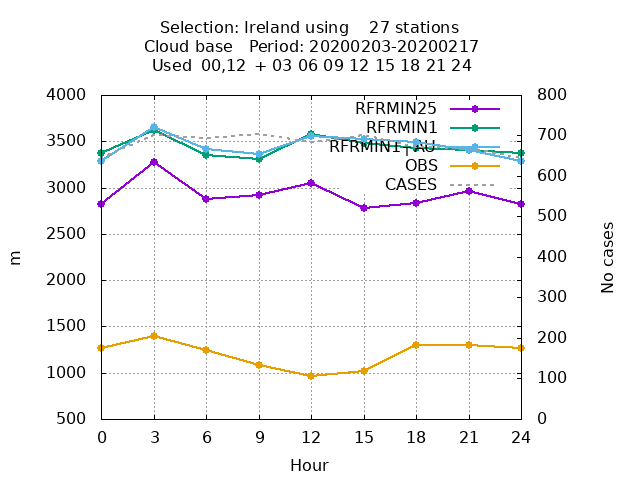 Selection: Ireland using    27 stations
Cloud base   Period: 20200203-20200217
Used  00,12  + 03 06 09 12 15 18 21 24
4000
3500
3000
2500
2000
1500
1000
500
m
800
700
600
500
400
300
200
100
0
No cases
RFRMIN25
RFRMIN1
OBS
CASES
0 3 6 9 12 15 18 21 24
Hour